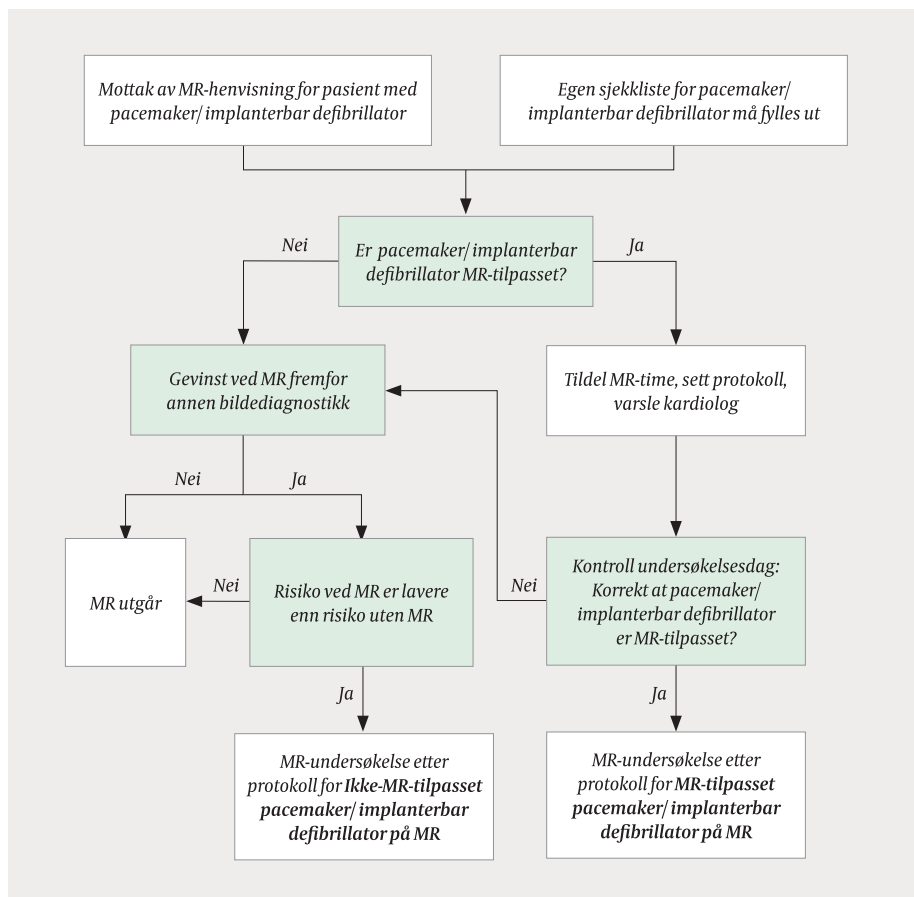 Mottak av MR-henvisning for pasient med
pacemaker/implanterbar defibrillator
Egen sjekkliste for pacemaker/
implanterbar defibrillator må fylles ut
Nei
Er pacemaker/implanterbar
defibrillator MR-tilpasset?
Ja
Gevinst ved MR fremfor
annen bildediagnostikk
Tildel MR-time, sett protokoll,
varsle kardiolog
Nei
Ja
MR utgår
Nei
Risiko ved MR er lavere
enn risiko uten MR
Nei
Kontroll undersøkelsesdag:
Korrekt at pacemaker/
implanterbar defibrillator
er MR-tilpasset?
Ja
Ja
MR-undersøkelse etter
protokoll for Ikke-MR-tilpasset
pacemaker/implanterbar
defibrillator på MR
MR-undersøkelse etter
protokoll for MR-tilpasset
pacemaker/implanterbar
defibrillator på MR